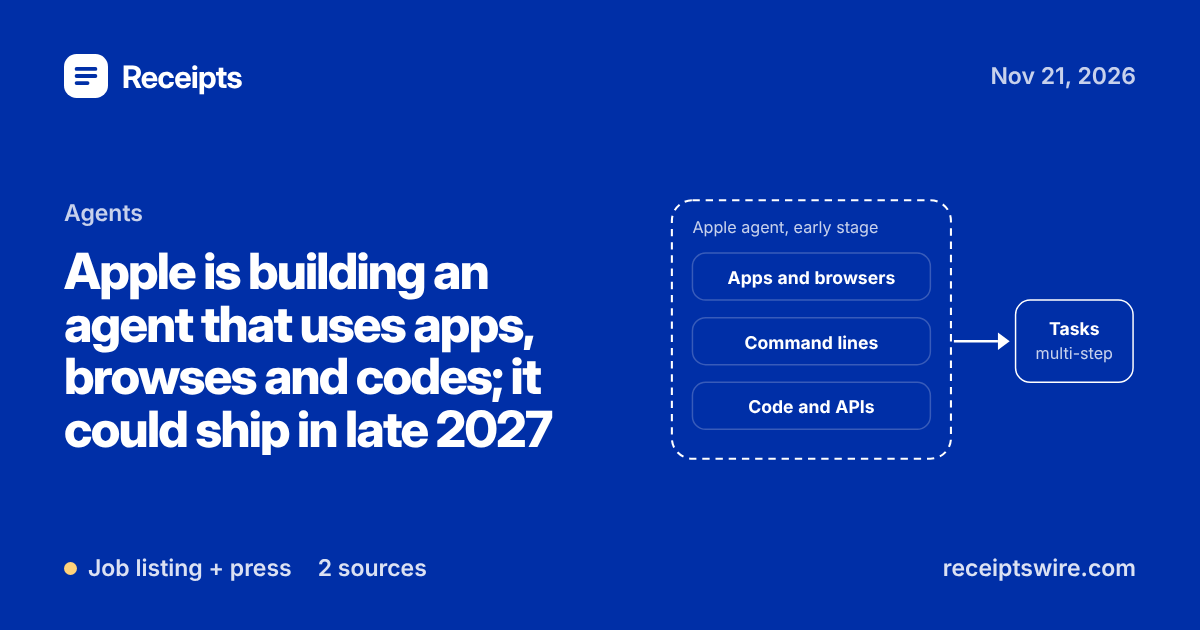 Receipts
Nov 21, 2026
Agents
Apple is building an
agent that uses apps,
browses and codes; it
could ship in late 2027
Apple agent, early stage
Apps and browsers
Command lines
Code and APIs
Tasks
multi-step
Job listing + press
2 sources
receiptswire.com